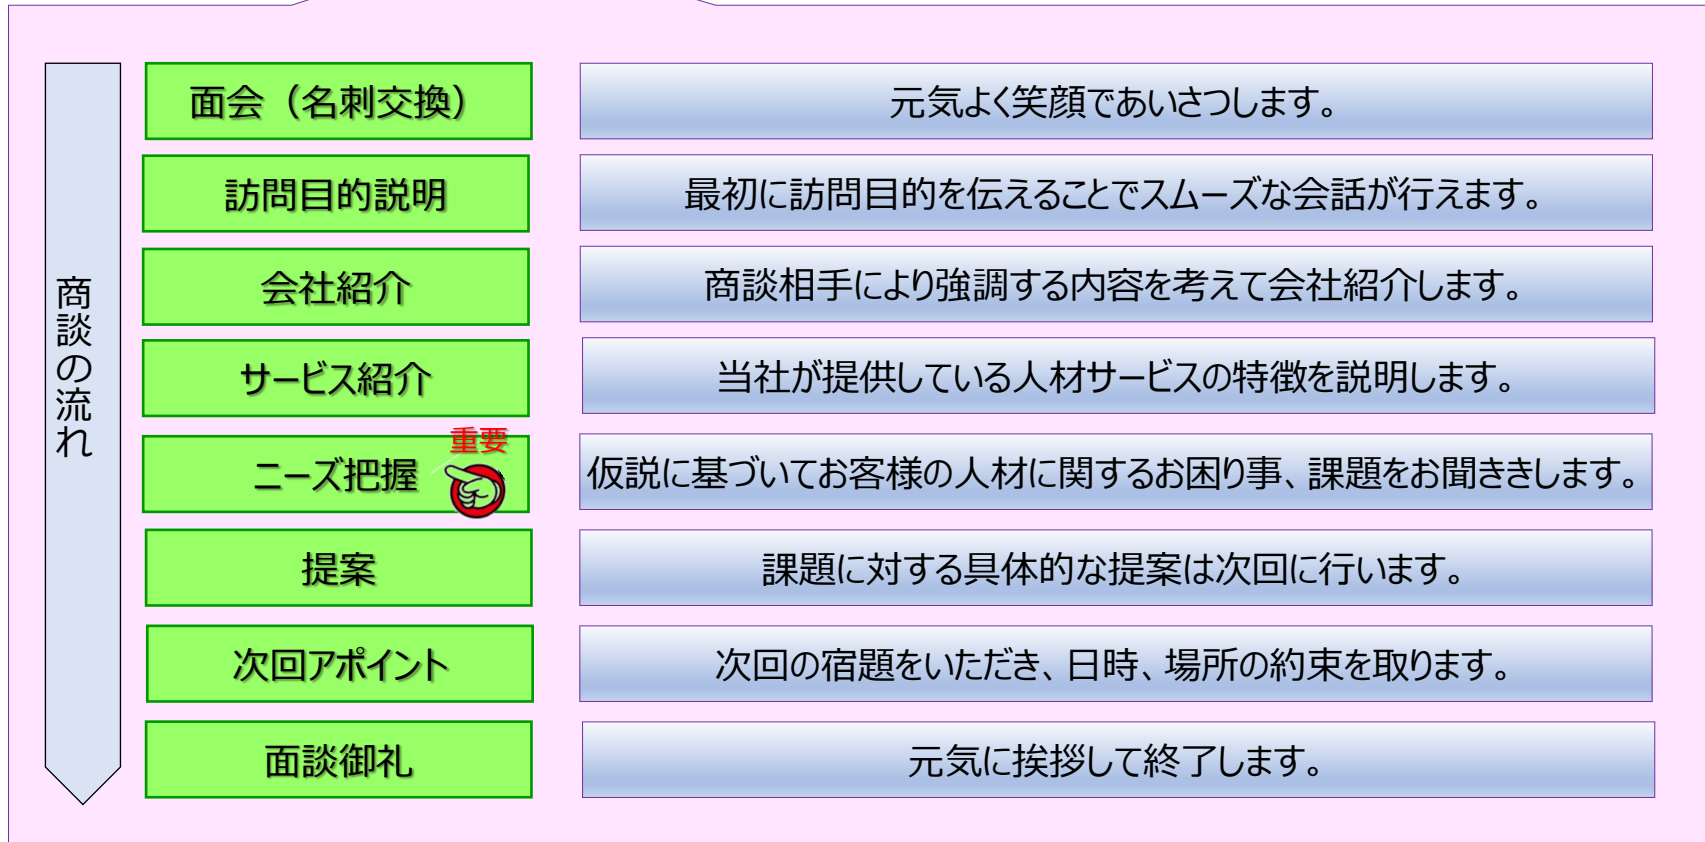 商談の流れ
面会（名刺交換）
元気よく笑顔であいさつします。
訪問目的説明
最初に訪問目的を伝えることでスムーズな会話が行えます。
会社紹介
商談相手により強調する内容を考えて会社紹介します。
サービス紹介
当社が提供している人材サービスの特徴を説明します。
重要
ニーズ把握
仮説に基づいてお客様の人材に関するお困り事、課題をお聞ききします。
提案
課題に対する具体的な提案は次回に行います。
次回アポイント
次回の宿題をいただき、日時、場所の約束を取ります。
面談御礼
元気に挨拶して終了します。